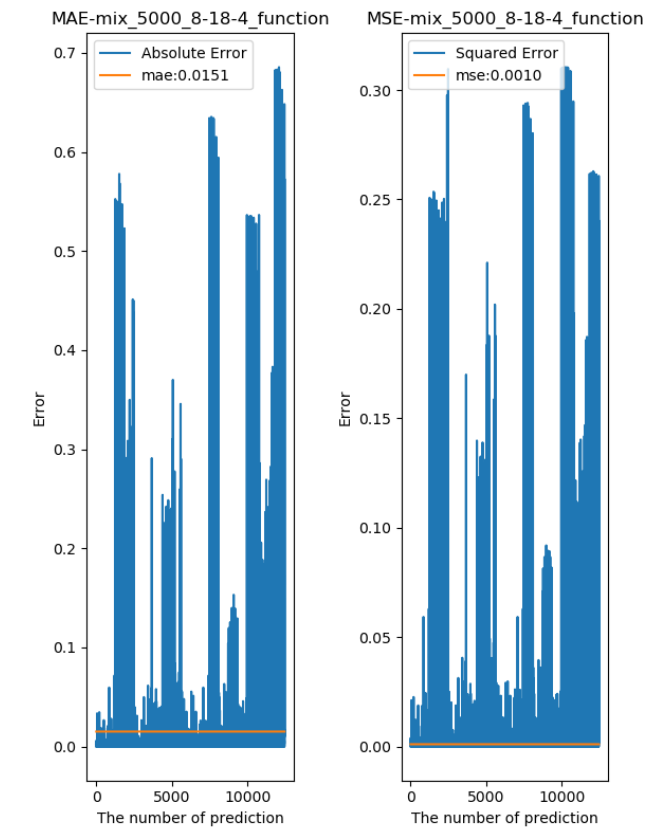 MAE-mix_5000_8-18-4_function
Absolute Error
mae:0.0151
0.7
0.6
0.5
0.4
0.3
0.2
0.1
0.0
Error
0
5000
10000
The number of prediction
MSE-mix_5000_8-18-4_function
Squared Error
mse:0.0010
0.30
0.25
0.20
0.15
0.10
0.05
0.00
Error
0
5000
10000
The number of prediction